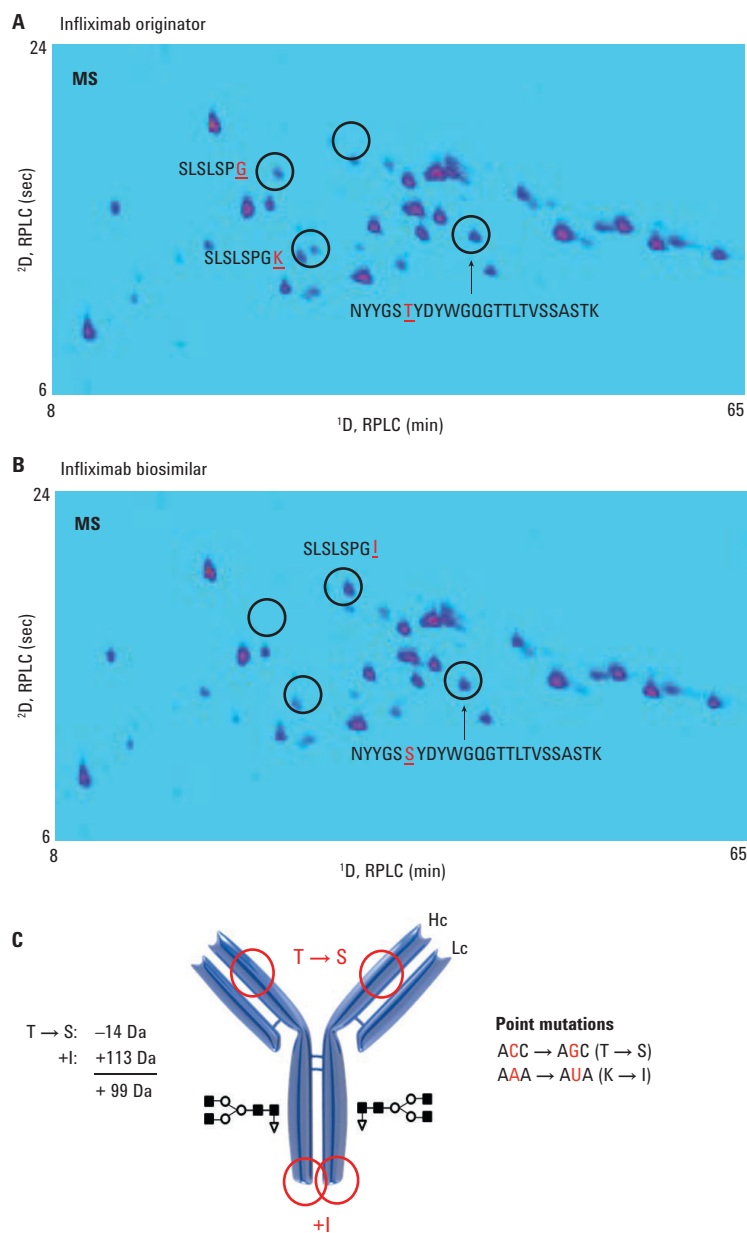 A Infliximab originator
24
MS
SLSLSPG
SLSLSPGK
NYYGSTYDYWGQGTTLTVSSASTK
²D, RPLC (sec)
6
8
65
¹D, RPLC (min)
B Infliximab biosimilar
24
MS
SLSLSPGI
NYYGSSYDYWGQGTTLTVSSASTK
²D, RPLC (sec)
6
8
65
¹D, RPLC (min)
C
Hc
Lc
T → S
T → S: –14 Da
+I: +113 Da
+ 99 Da
Point mutations
ACC → AGC (T → S)
AAA → AUA (K → I)
+I